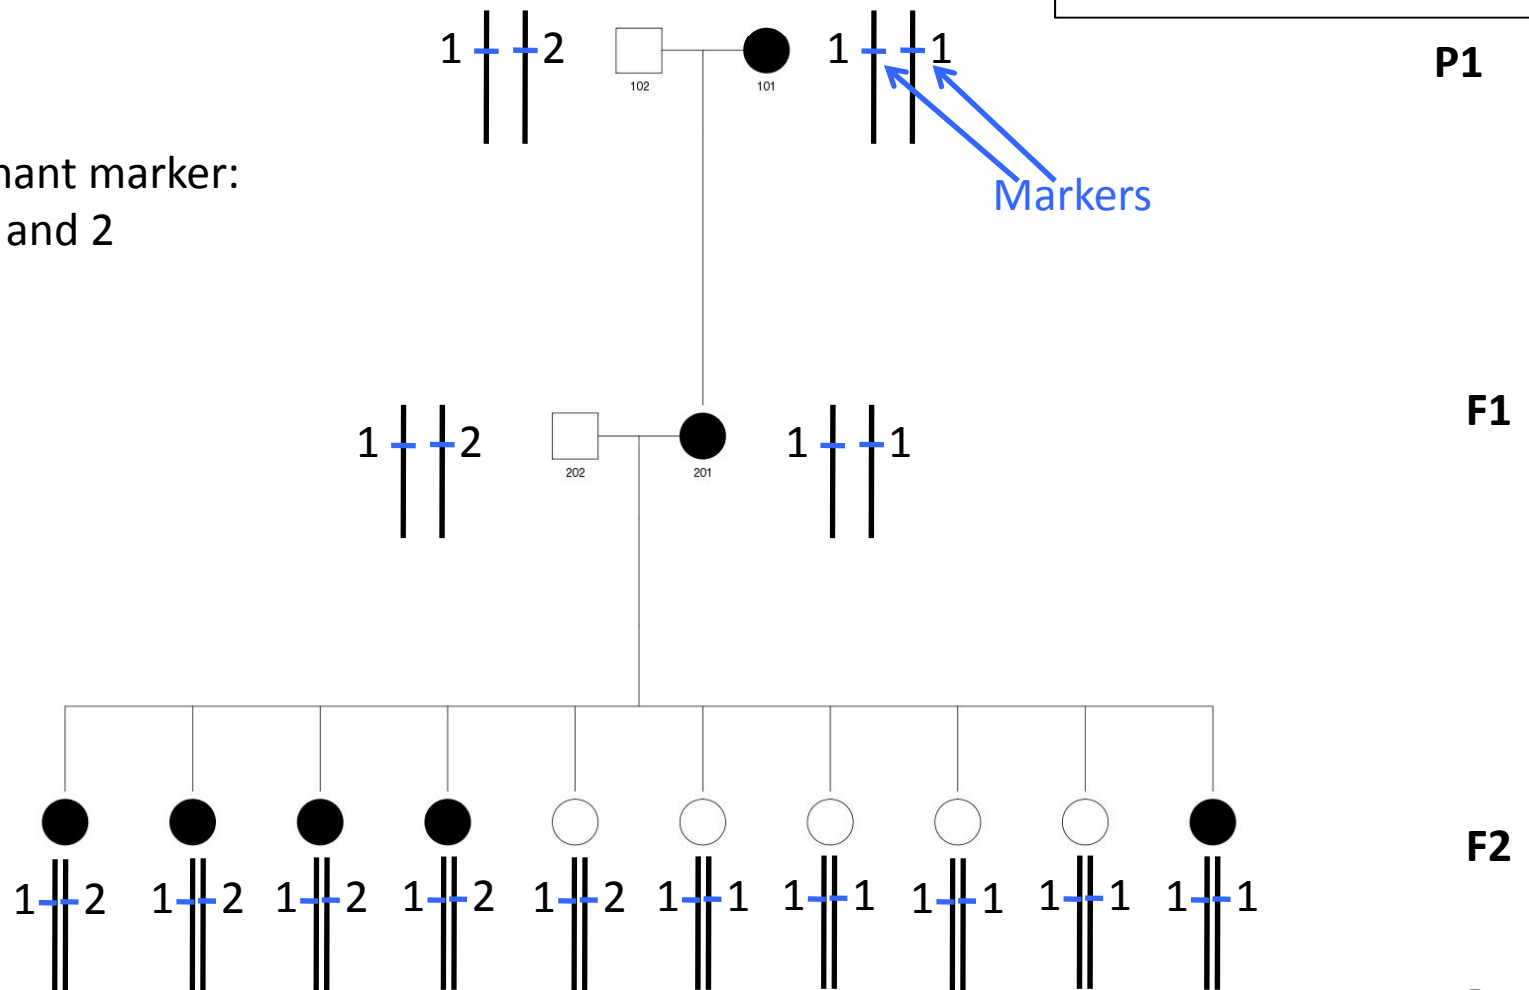 1 2 1 1 P1
102 101
nant marker:
Markers
and 2
F1
1 2 1 1
202 201
F2
1 2 1 2 1 2 1 2 1 2 1 1 1 1 1 1 1 1 1 1